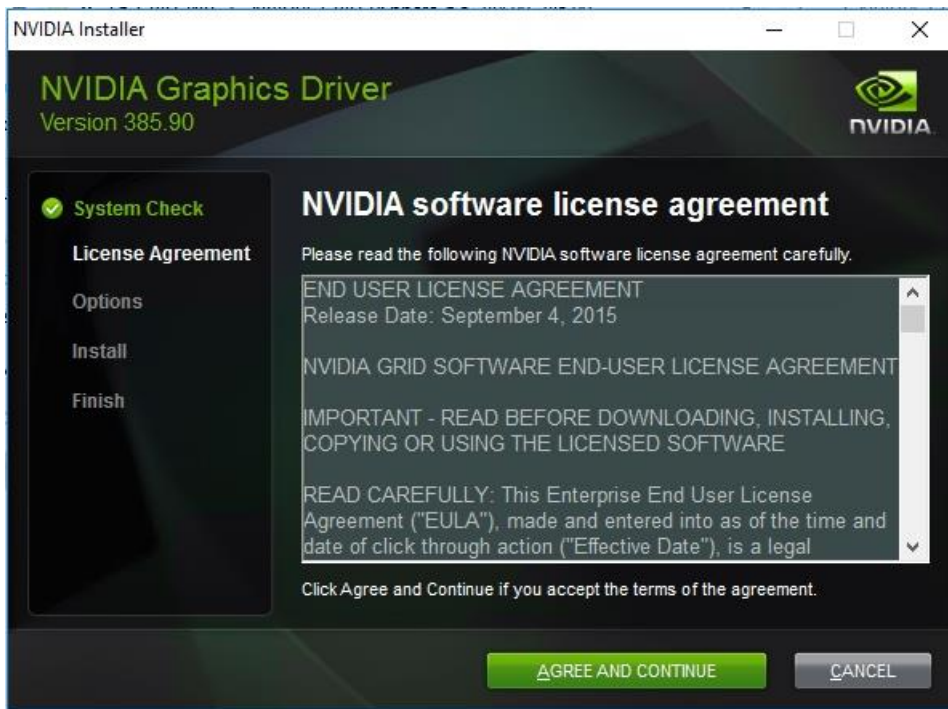 NVIDIA Installer
NVIDIA Graphics Driver
Version 385.90
NVIDIA
System Check
License Agreement
Options
Install
Finish
NVIDIA software license agreement
Please read the following NVIDIA software license agreement carefully.
END USER LICENSE AGREEMENT
Release Date: September 4, 2015
NVIDIA GRID SOFTWARE END-USER LICENSE AGREEMENT
IMPORTANT - READ BEFORE DOWNLOADING, INSTALLING,
COPYING OR USING THE LICENSED SOFTWARE
READ CAREFULLY: This Enterprise End User License
Agreement ("EULA"), made and entered into as of the time and
date of click through action ("Effective Date"), is a legal
Click Agree and Continue if you accept the terms of the agreement.
AGREE AND CONTINUE
CANCEL